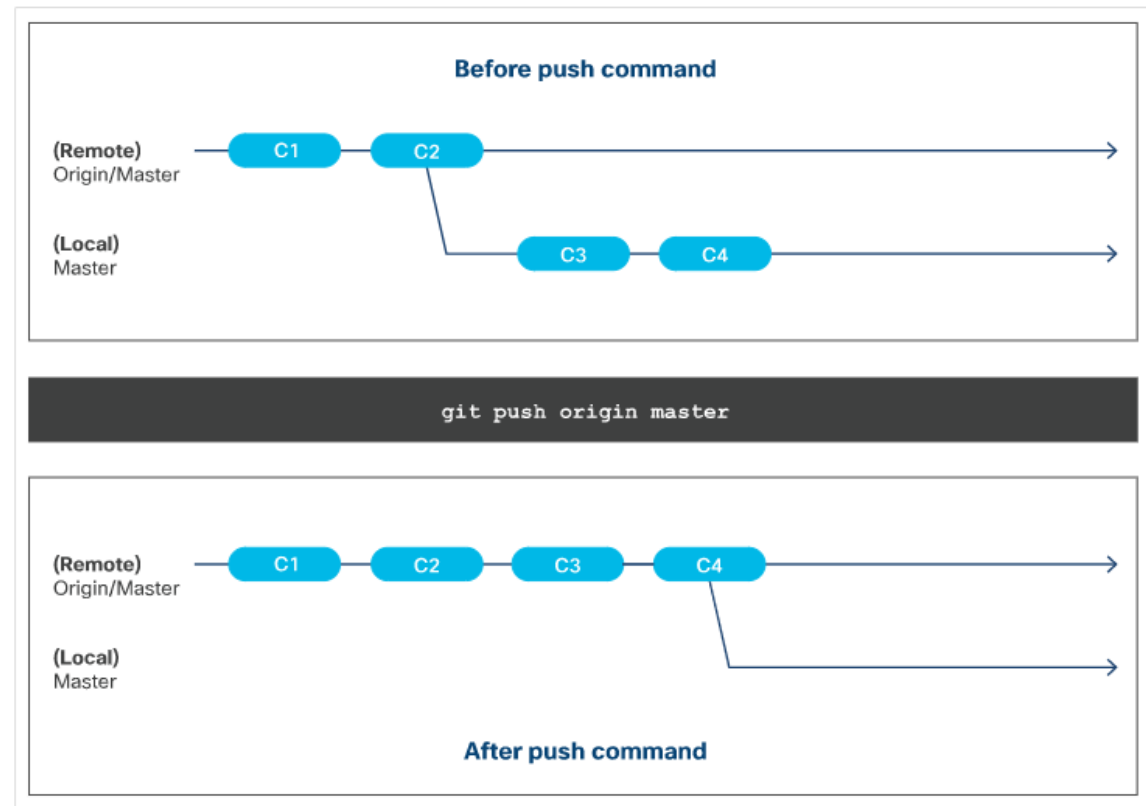 Before push command
(Remote)
Origin/Master
C1
C2
(Local)
Master
C3
C4
git push origin master
(Remote)
Origin/Master
C1
C2
C3
C4
(Local)
Master
After push command